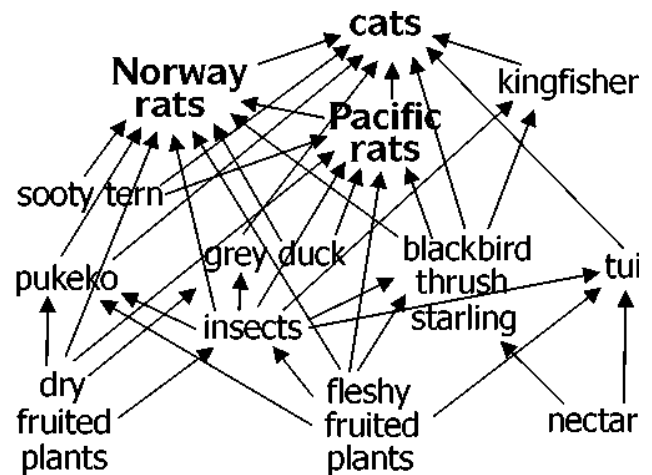 cats
Norway
rats
kingfisher
Pacific
rats
sooty tern
grey duck
blackbird
thrush
starling
tui
pukeko
insects
dry
fruited
plants
fleshy
fruited
plants
nectar